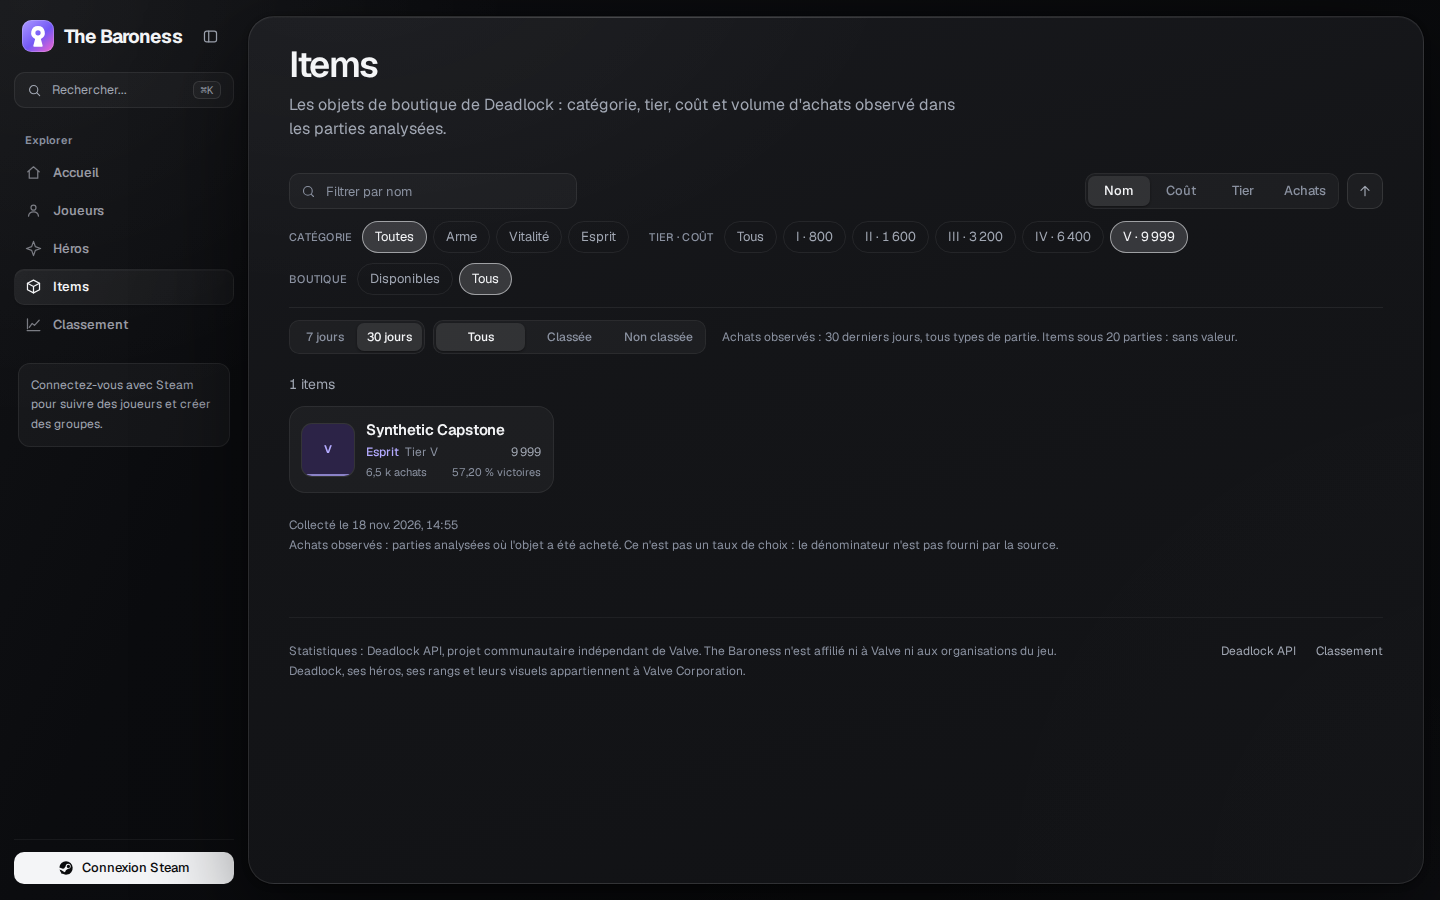 The Baroness
Rechercher... ⌘K
Explorer
Accueil
Joueurs
Héros
Items
Classement
Connectez-vous avec Steam
pour suivre des joueurs et créer
des groupes.
Connexion Steam
Items
Les objets de boutique de Deadlock : catégorie, tier, coût et volume d'achats observé dans
les parties analysées.
Filtrer par nom
Nom Coût Tier Achats
CATÉGORIE Toutes Arme Vitalité Esprit TIER · COÛT Tous I · 800 II · 1 600 III · 3 200 IV · 6 400 V · 9 999
BOUTIQUE Disponibles Tous
7 jours 30 jours Tous Classée Non classée Achats observés : 30 derniers jours, tous types de partie. Items sous 20 parties : sans valeur.
1 items
Synthetic Capstone
V
Esprit Tier V 9 999
6,5 k achats 57,20 % victoires
Collecté le 18 nov. 2026, 14:55
Achats observés : parties analysées où l'objet a été acheté. Ce n'est pas un taux de choix : le dénominateur n'est pas fourni par la source.
Statistiques : Deadlock API, projet communautaire indépendant de Valve. The Baroness n'est affilié ni à Valve ni aux organisations du jeu.
Deadlock, ses héros, ses rangs et leurs visuels appartiennent à Valve Corporation.
Deadlock API Classement